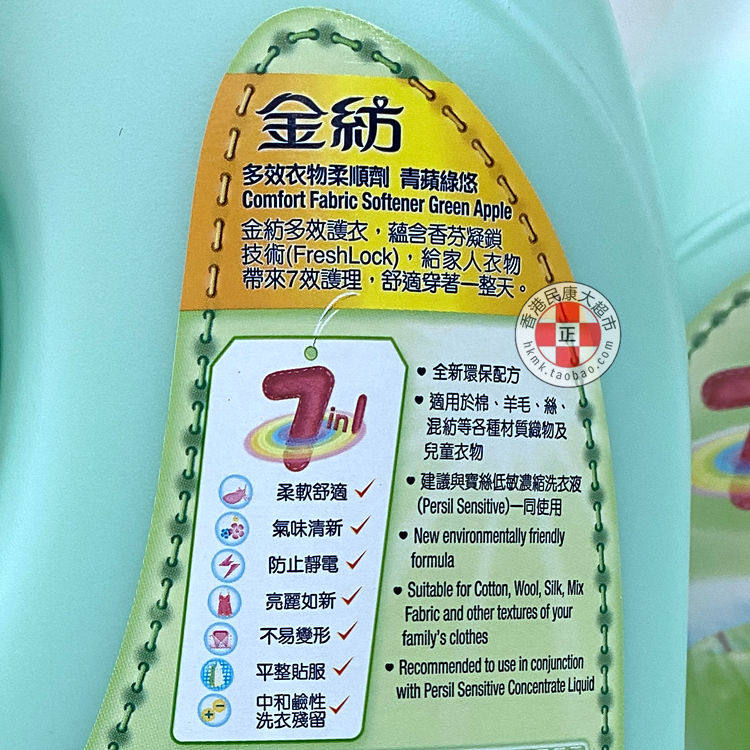 金紡
多效衣物柔順劑 青蘋綠悠
Comfort Fabric Softener Green Apple
金紡多效護衣，蘊含香芬凝鎖
技術(FreshLock)，給家人衣物
帶來7效護理，舒適穿著一整天。
香港民康大超市
正
hkmk.taobao.com
7in1
柔軟舒適
氣味清新
防止靜電
亮麗如新
不易變形
平整貼服
中和鹼性
洗衣殘留
• 全新環保配方
• 適用於棉、羊毛、絲、
混紡等各種材質織物及
兒童衣物
• 建議與寶絲低敏濃縮洗衣液
(Persil Sensitive)一同使用
• New environmentally friendly
formula
• Suitable for Cotton, Wool, Silk, Mix
Fabric and other textures of your
family's clothes
• Recommended to use in conjunction
with Persil Sensitive Concentrate Liquid